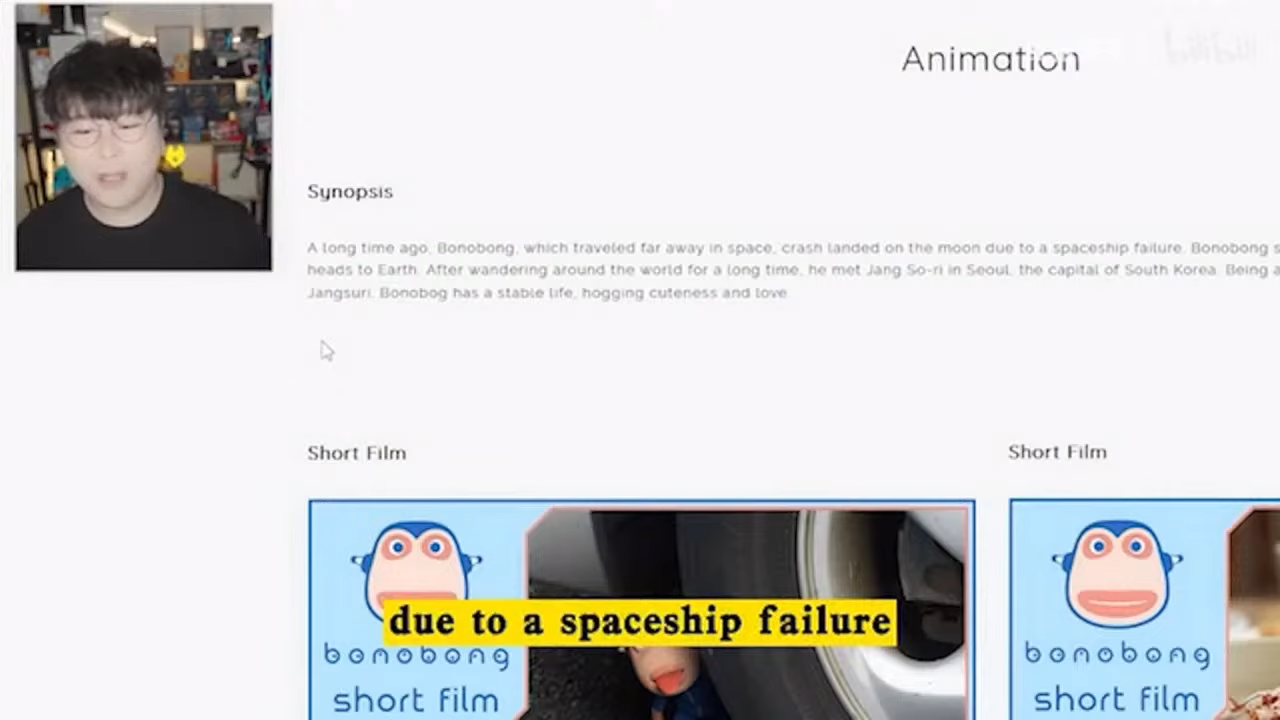 Animation
bilibili
Synopsis
A long time ago, Bonobong, which traveled far away in space, crash landed on the moon due to a spaceship failure. Bonobong s
heads to Earth. After wandering around the world for a long time, he met Jang So-ri in Seoul, the capital of South Korea. Being a
Jangsuri. Bonobog has a stable life, hogging cuteness and love
Short Film
Short Film
due to a spaceship failure
bonobong
short film
bonobong
short film